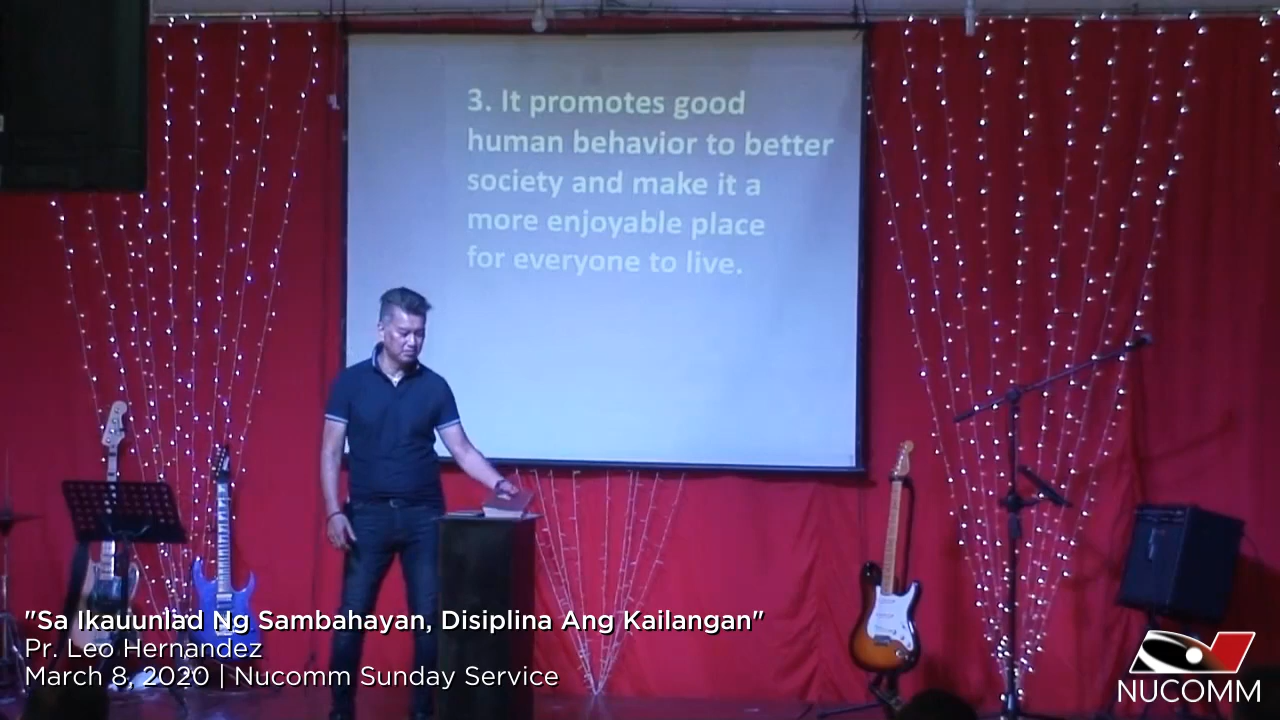 3. It promotes good
human behavior to better
society and make it a
more enjoyable place
for everyone to live.
"Sa Ikauunlad Ng Sambahayan, Disiplina Ang Kailangan"
Pr. Leo Hernandez
March 8, 2020 | Nucomm Sunday Service
NUCOMM